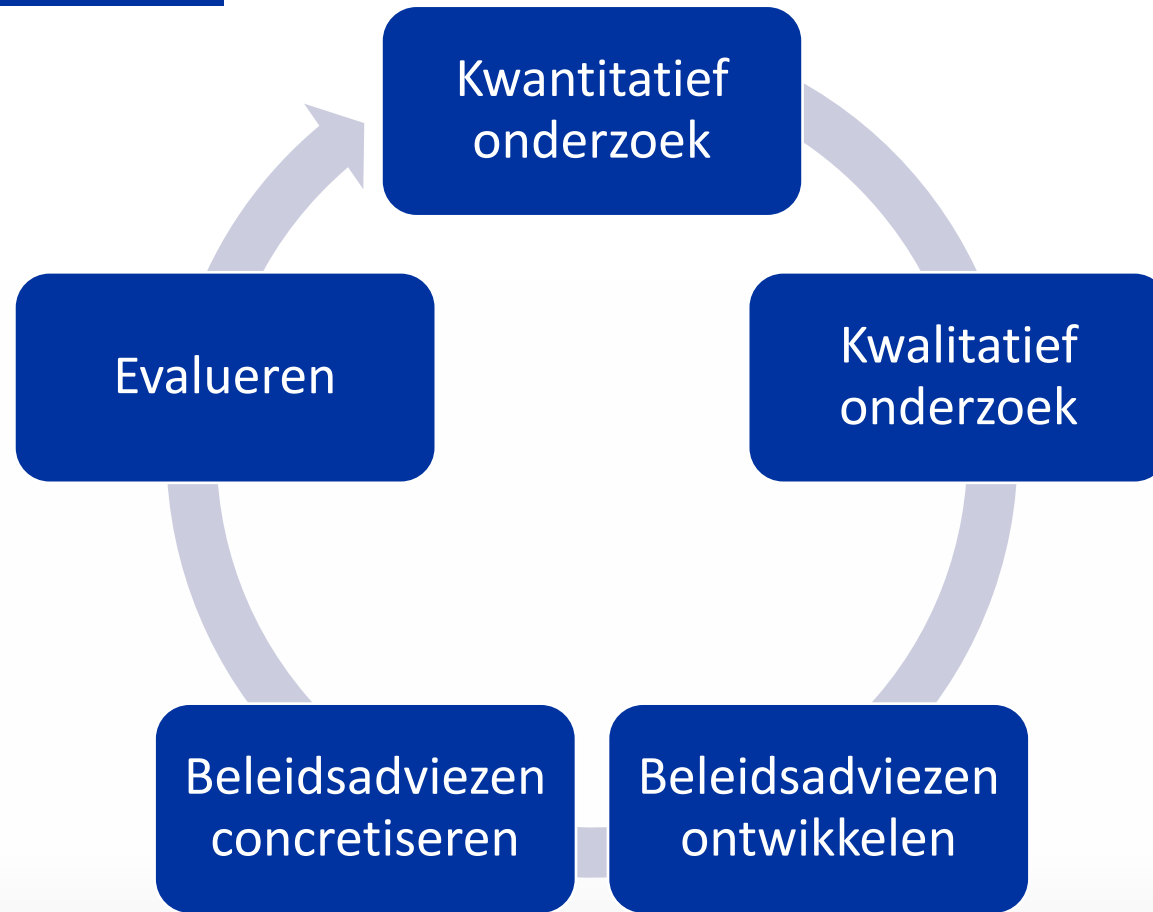 Kwantitatief
onderzoek
Kwalitatief
onderzoek
Beleidsadviezen
ontwikkelen
Beleidsadviezen
concretiseren
Evalueren